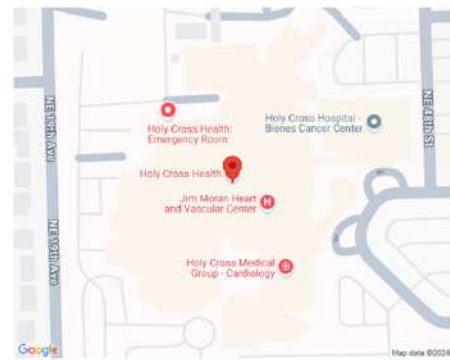 NE 19th Ave
NE 19th Ave
Holy Cross Health:
Emergency Room
Holy Cross Hospital -
Bienes Cancer Center
NE 48th St
Holy Cross Health
Jim Moran Heart
and Vascular Center
H
Holy Cross Medical
Group - Cardiology
Google
Map data ©2024